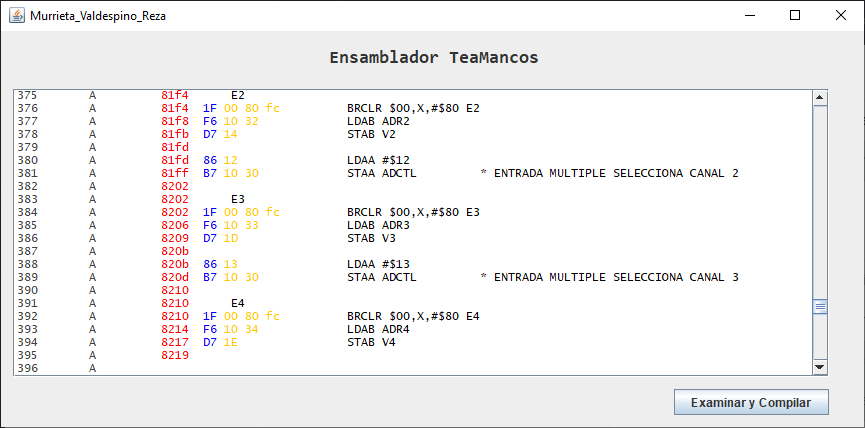 Murrieta_Valdespino_Reza
Ensamblador TeaMancos
375 A 81f4 E2
376 A 81f4 1F 00 80 fc BRCLR $00,X,#$80 E2
377 A 81f8 F6 10 32 LDAB ADR2
378 A 81fb D7 14 STAB V2
379 A 81fd
380 A 81fd 86 12 LDAA #$12
381 A 81ff B7 10 30 STAA ADCTL * ENTRADA MULTIPLE SELECCIONA CANAL 2
382 A 8202
383 A 8202 E3
384 A 8202 1F 00 80 fc BRCLR $00,X,#$80 E3
385 A 8206 F6 10 33 LDAB ADR3
386 A 8209 D7 1D STAB V3
387 A 820b
388 A 820b 86 13 LDAA #$13
389 A 820d B7 10 30 STAA ADCTL * ENTRADA MULTIPLE SELECCIONA CANAL 3
390 A 8210
391 A 8210 E4
392 A 8210 1F 00 80 fc BRCLR $00,X,#$80 E4
393 A 8214 F6 10 34 LDAB ADR4
394 A 8217 D7 1E STAB V4
395 A 8219
396 A
Examinar y Compilar